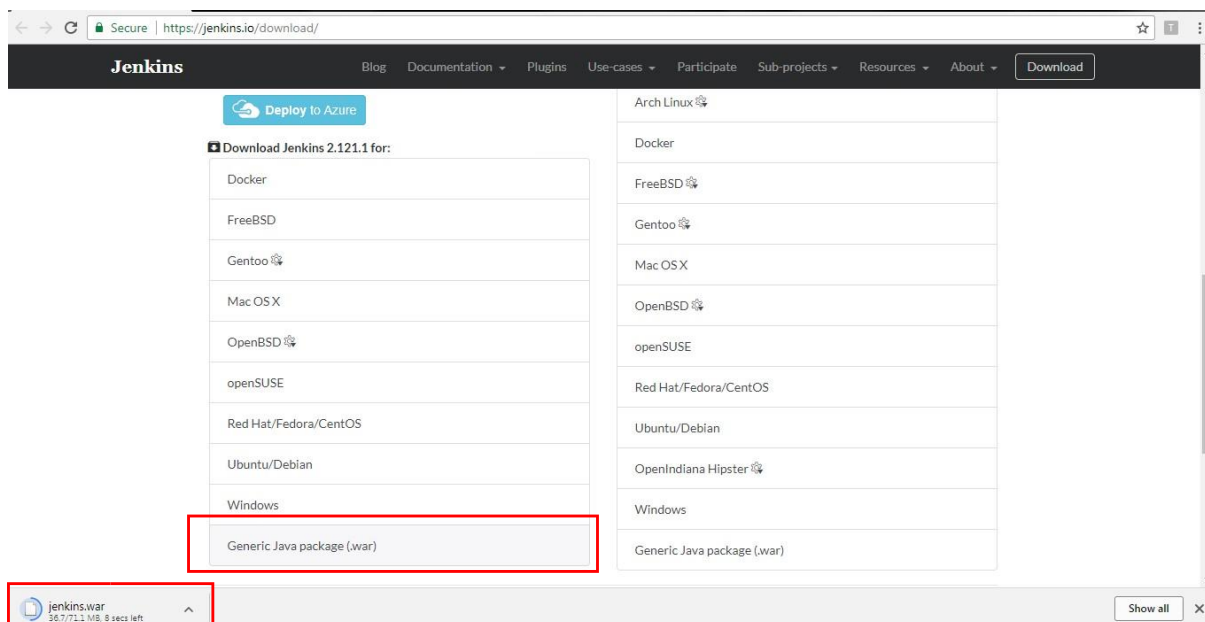 Secure | https://jenkins.io/download/
Jenkins Blog Documentation Plugins Use-cases Participate Sub-projects Resources About Download
Deploy to Azure
Download Jenkins 2.121.1 for:
Docker
FreeBSD
Gentoo
Mac OS X
OpenBSD
openSUSE
Red Hat/Fedora/CentOS
Ubuntu/Debian
Windows
Generic Java package (.war)
Arch Linux
Docker
FreeBSD
Gentoo
Mac OS X
OpenBSD
openSUSE
Red Hat/Fedora/CentOS
Ubuntu/Debian
OpenIndiana Hipster
Windows
Generic Java package (.war)
jenkins.war
36.7/71.1 MB, 8 secs left
Show all